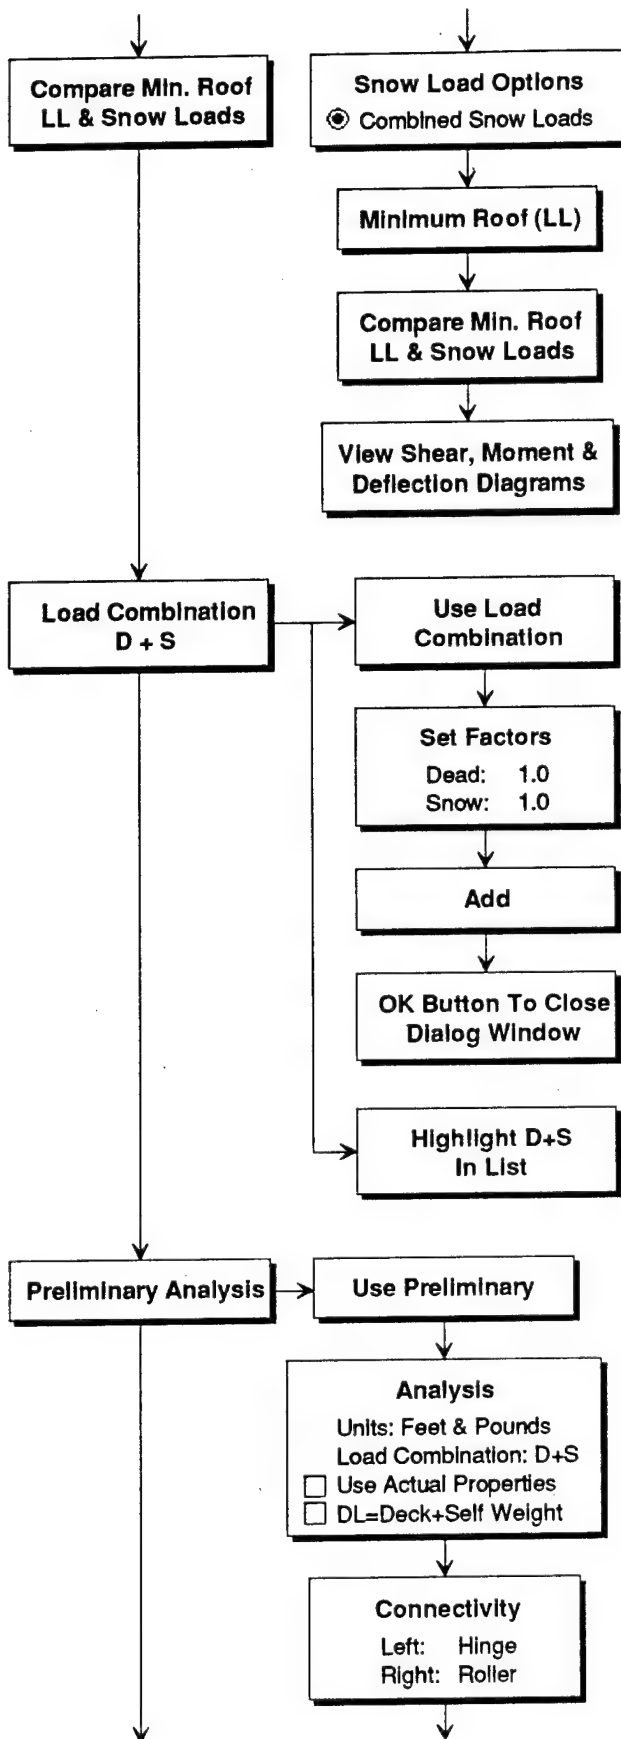 Compare Min. Roof
LL & Snow Loads
Snow Load Options
Combined Snow Loads
Minimum Roof (LL)
Compare Min. Roof
LL & Snow Loads
View Shear, Moment &
Deflection Diagrams
Load Combination
D + S
Use Load
Combination
Set Factors
Dead: 1.0
Snow: 1.0
Add
OK Button To Close
Dialog Window
Highlight D+S
In List
Preliminary Analysis
Use Preliminary
Analysis
Units: Feet & Pounds
Load Combination: D+S
Use Actual Properties
DL=Deck+Self Weight
Connectivity
Left: Hinge
Right: Roller